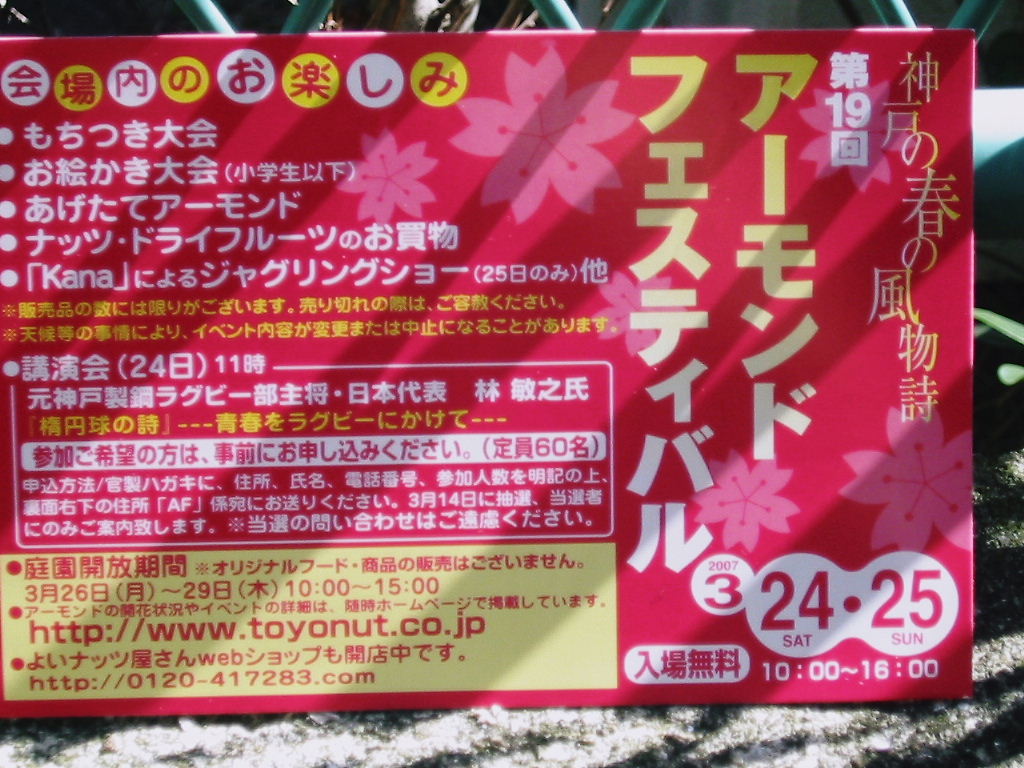 神戸の春の風物詩
第19回
アーモンド
フェスティバル
2007
3
24・25
SAT
SUN
10:00〜16:00
入場無料
会場内のお楽しみ
●もちつき大会
●お絵かき大会(小学生以下)
●あげたてアーモンド
●ナッツ・ドライフルーツのお買物
●「Kana」によるジャグリングショー(25日のみ)他
※販売品の数には限りがございます。売り切れの際は、ご容赦ください。
※天候等の事情により、イベント内容が変更または中止になることがあります。
●講演会(24日)11時
元神戸製鋼ラグビー部主将・日本代表 林 敏之氏
『楕円球の詩』---青春をラグビーにかけて---
参加ご希望の方は、事前にお申し込みください。(定員60名)
申込方法/官製ハガキに、住所、氏名、電話番号、参加人数を明記の上、
裏面右下の住所「AF」係宛にお送りください。3月14日に抽選、当選者
にのみご案内致します。 ※当選の問い合わせはご遠慮ください。
●庭園開放期間 ※オリジナルフード・商品の販売はございません。
3月26日(月)〜29日(木)10:00〜15:00
●アーモンドの開花状況やイベントの詳細は、随時ホームページで掲載しています。
http://www.toyonut.co.jp
●よいナッツ屋さんwebショップも開店中です。
http://0120-417283.com